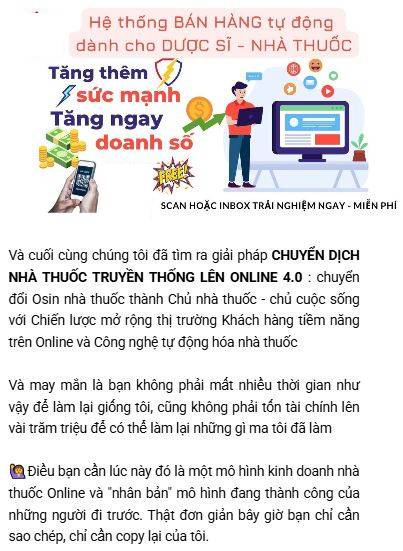 Hệ thống BÁN HÀNG tự động
dành cho DƯỢC SĨ - NHÀ THUỐC
Tăng thêm
sức mạnh
Tăng ngay
doanh số
FREE!
SCAN HOẶC INBOX TRẢI NGHIỆM NGAY - MIỄN PHÍ
Và cuối cùng chúng tôi đã tìm ra giải pháp CHUYỂN DỊCH
NHÀ THUỐC TRUYỀN THỐNG LÊN ONLINE 4.0 : chuyển
đổi Osin nhà thuốc thành Chủ nhà thuốc - chủ cuộc sống
với Chiến lược mở rộng thị trường Khách hàng tiềm năng
trên Online và Công nghệ tự động hóa nhà thuốc
Và may mắn là bạn không phải mất nhiều thời gian như
vậy để làm lại giống tôi, cũng không phải tốn tài chính lên
vài trăm triệu để có thể làm lại những gì ma tôi đã làm
🙋Điều bạn cần lúc này đó là một mô hình kinh doanh nhà
thuốc Online và "nhân bản" mô hình đang thành công của
những người đi trước. Thật đơn giản bây giờ bạn chỉ cần
sao chép, chỉ cần copy lại của tôi.